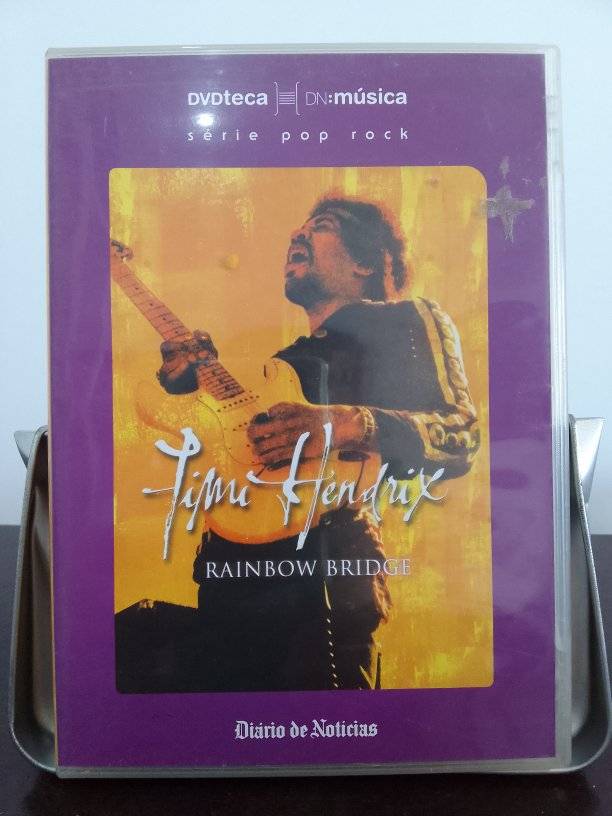 DVDteca DN:música
série pop rock
Jimi Hendrix
RAINBOW BRIDGE
Diário de Notícias